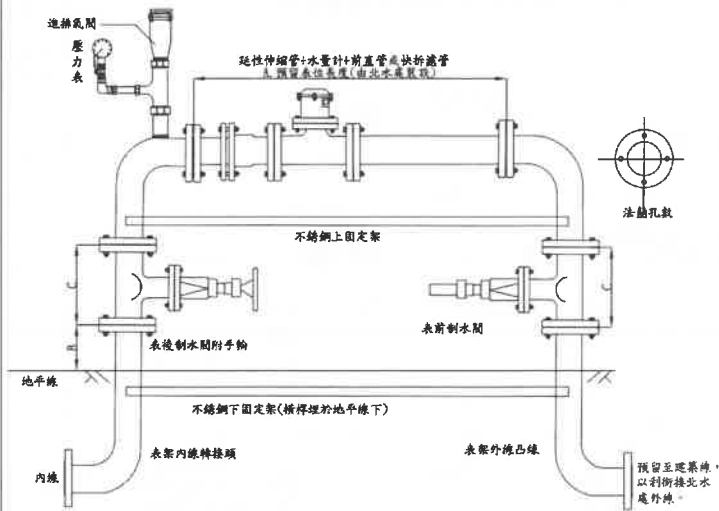 進排氣閥
壓力表
延性伸縮管+水量計+前直管或快拆濾管
預留表位長度(由北水處裝設)
法蘭孔數
不銹鋼上固定架
C
C
表後制水閥附手輪
表前制水閥
地平線
不銹鋼下固定架(橫桿埋於地平線下)
表架內線轉接頭
表架外線凸緣
內線
預留至建築線，
以利銜接北水
處外線。